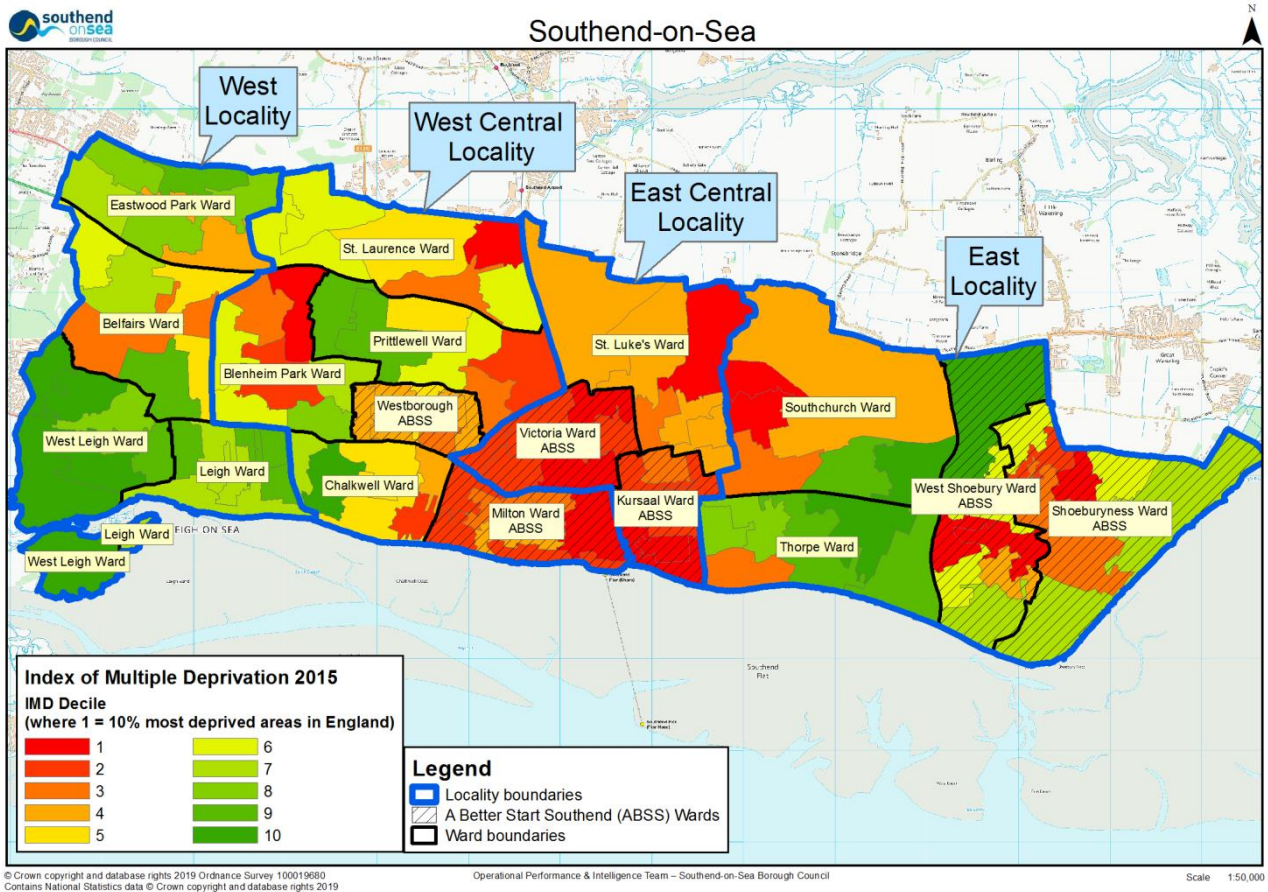 southend
on sea
BOROUGH COUNCIL
Southend-on-Sea
N
West
Locality
West Central
Locality
East Central
Locality
East
Locality
Eastwood Park Ward
St. Laurence Ward
Belfairs Ward
Prittlewell Ward
St. Luke's Ward
Blenheim Park Ward
Westborough
ABSS
Southchurch Ward
West Leigh Ward
Leigh Ward
Chalkwell Ward
Victoria Ward
ABSS
Milton Ward
ABSS
Kursaal Ward
ABSS
West Shoebury Ward
ABSS
Shoeburyness Ward
ABSS
Thorpe Ward
Leigh Ward
EIGH ON SEA
West Leigh Ward
Southend
Flat
Index of Multiple Deprivation 2015
IMD Decile
(where 1 = 10% most deprived areas in England)
1
2
3
4
5
6
7
8
9
10
Legend
Locality boundaries
A Better Start Southend (ABSS) Wards
Ward boundaries
© Crown copyright and database rights 2019 Ordnance Survey 100019680
Contains National Statistics data © Crown copyright and database rights 2019
Operational Performance & Intelligence Team – Southend-on-Sea Borough Council
Scale 1:50,000